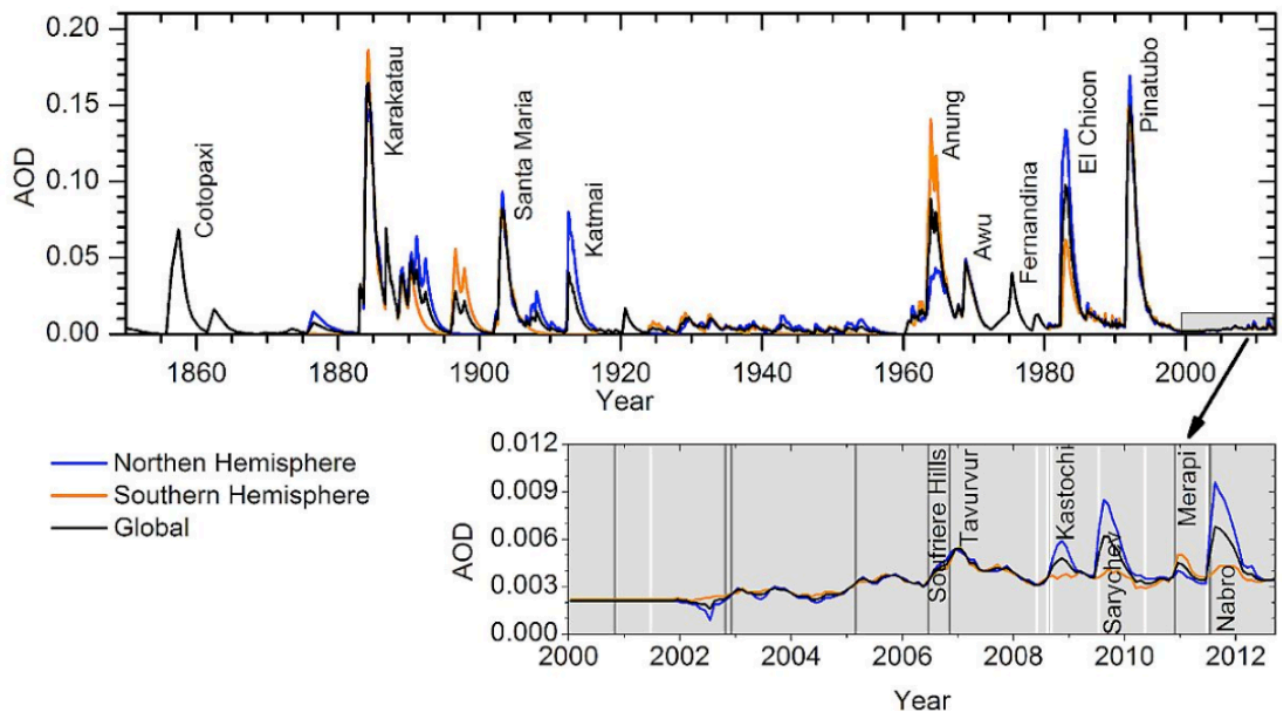 0.20
0.15
0.10
0.05
0.00
AOD
Cotopaxi
Karakatau
Santa Maria
Katmai
Anung
Awu
Fernandina
El Chicon
Pinatubo
1860 1880 1900 1920 1940 1960 1980 2000
Year
Northen Hemisphere
Southern Hemisphere
Global
0.012
0.009
0.006
0.003
0.000
AOD
Soufriere Hills
Tavurvur
Kastochi
Sarychev
Merapi
Nabro
2000 2002 2004 2006 2008 2010 2012
Year